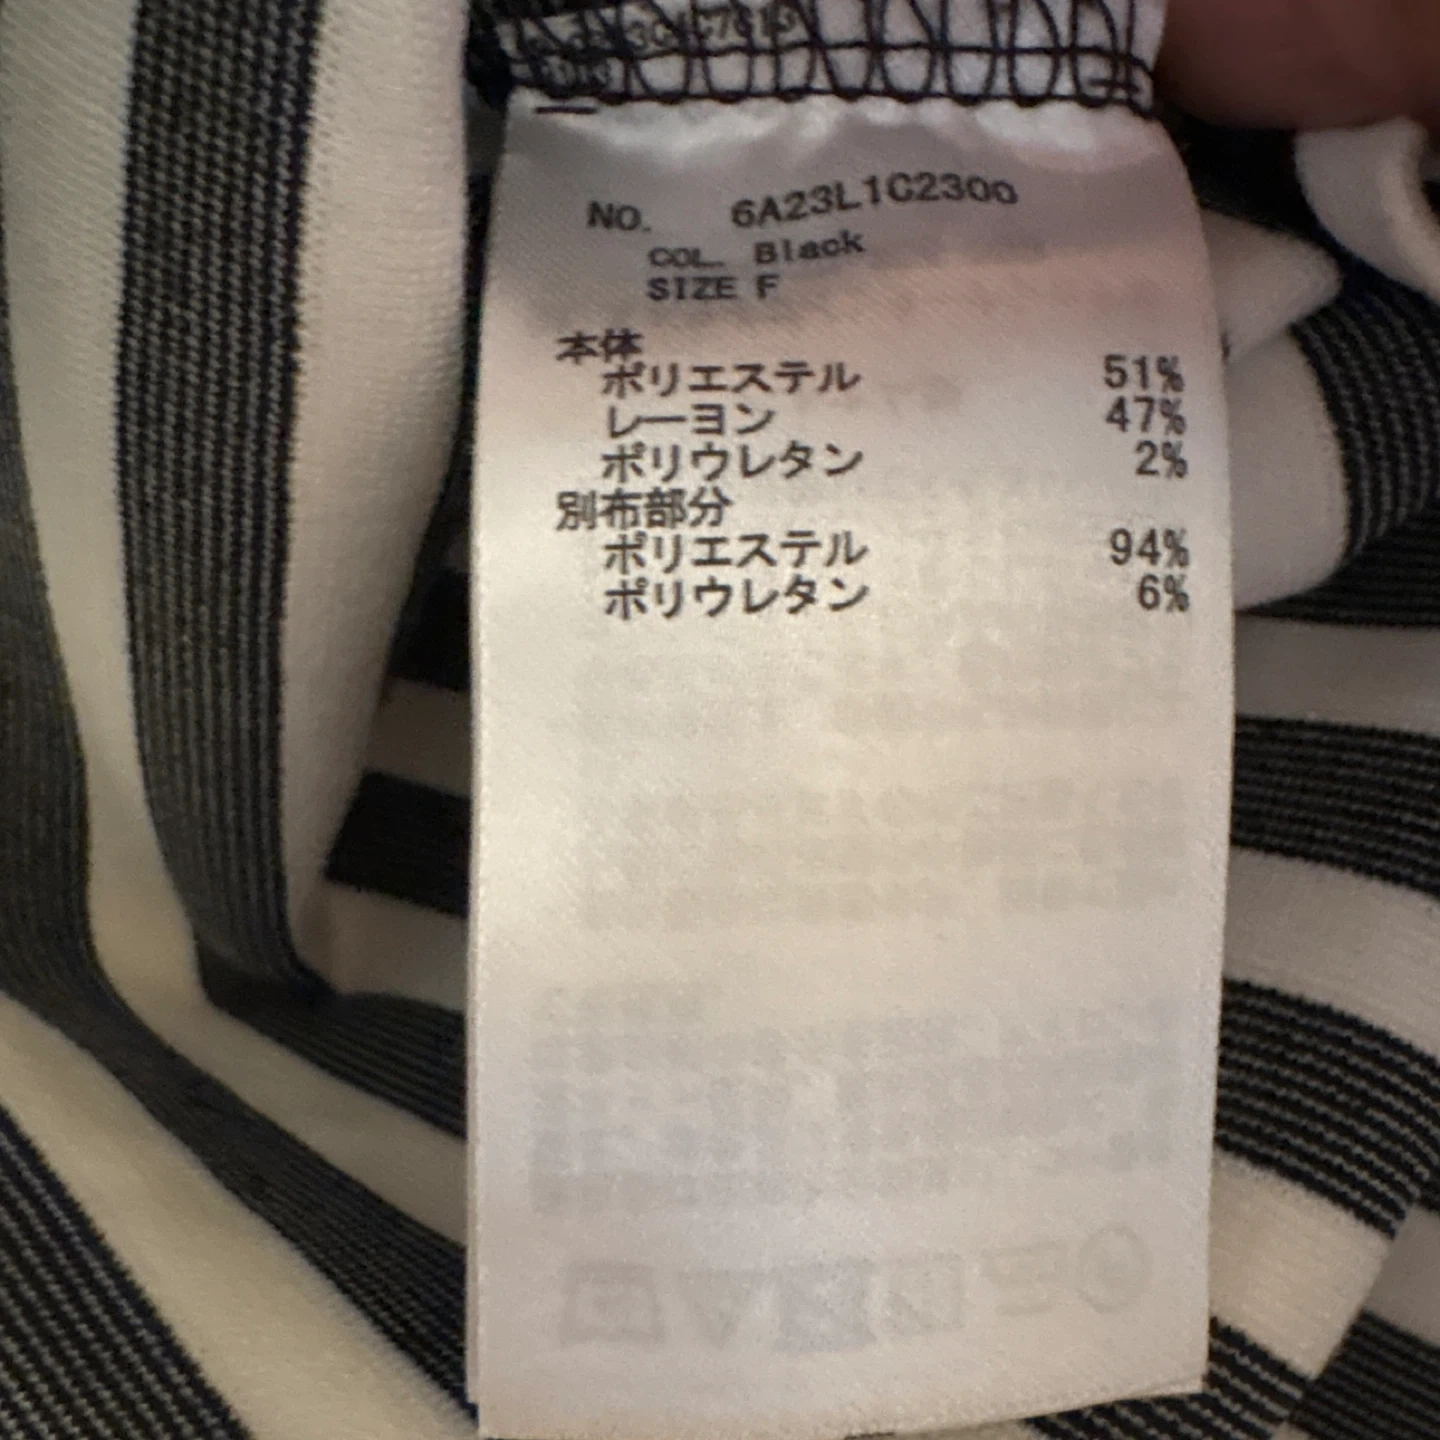 NO. 6A23L1C2300
COL. Black
SIZE F
本体
ポリエステル 51%
レーヨン 47%
ポリウレタン 2%
別布部分
ポリエステル 94%
ポリウレタン 6%